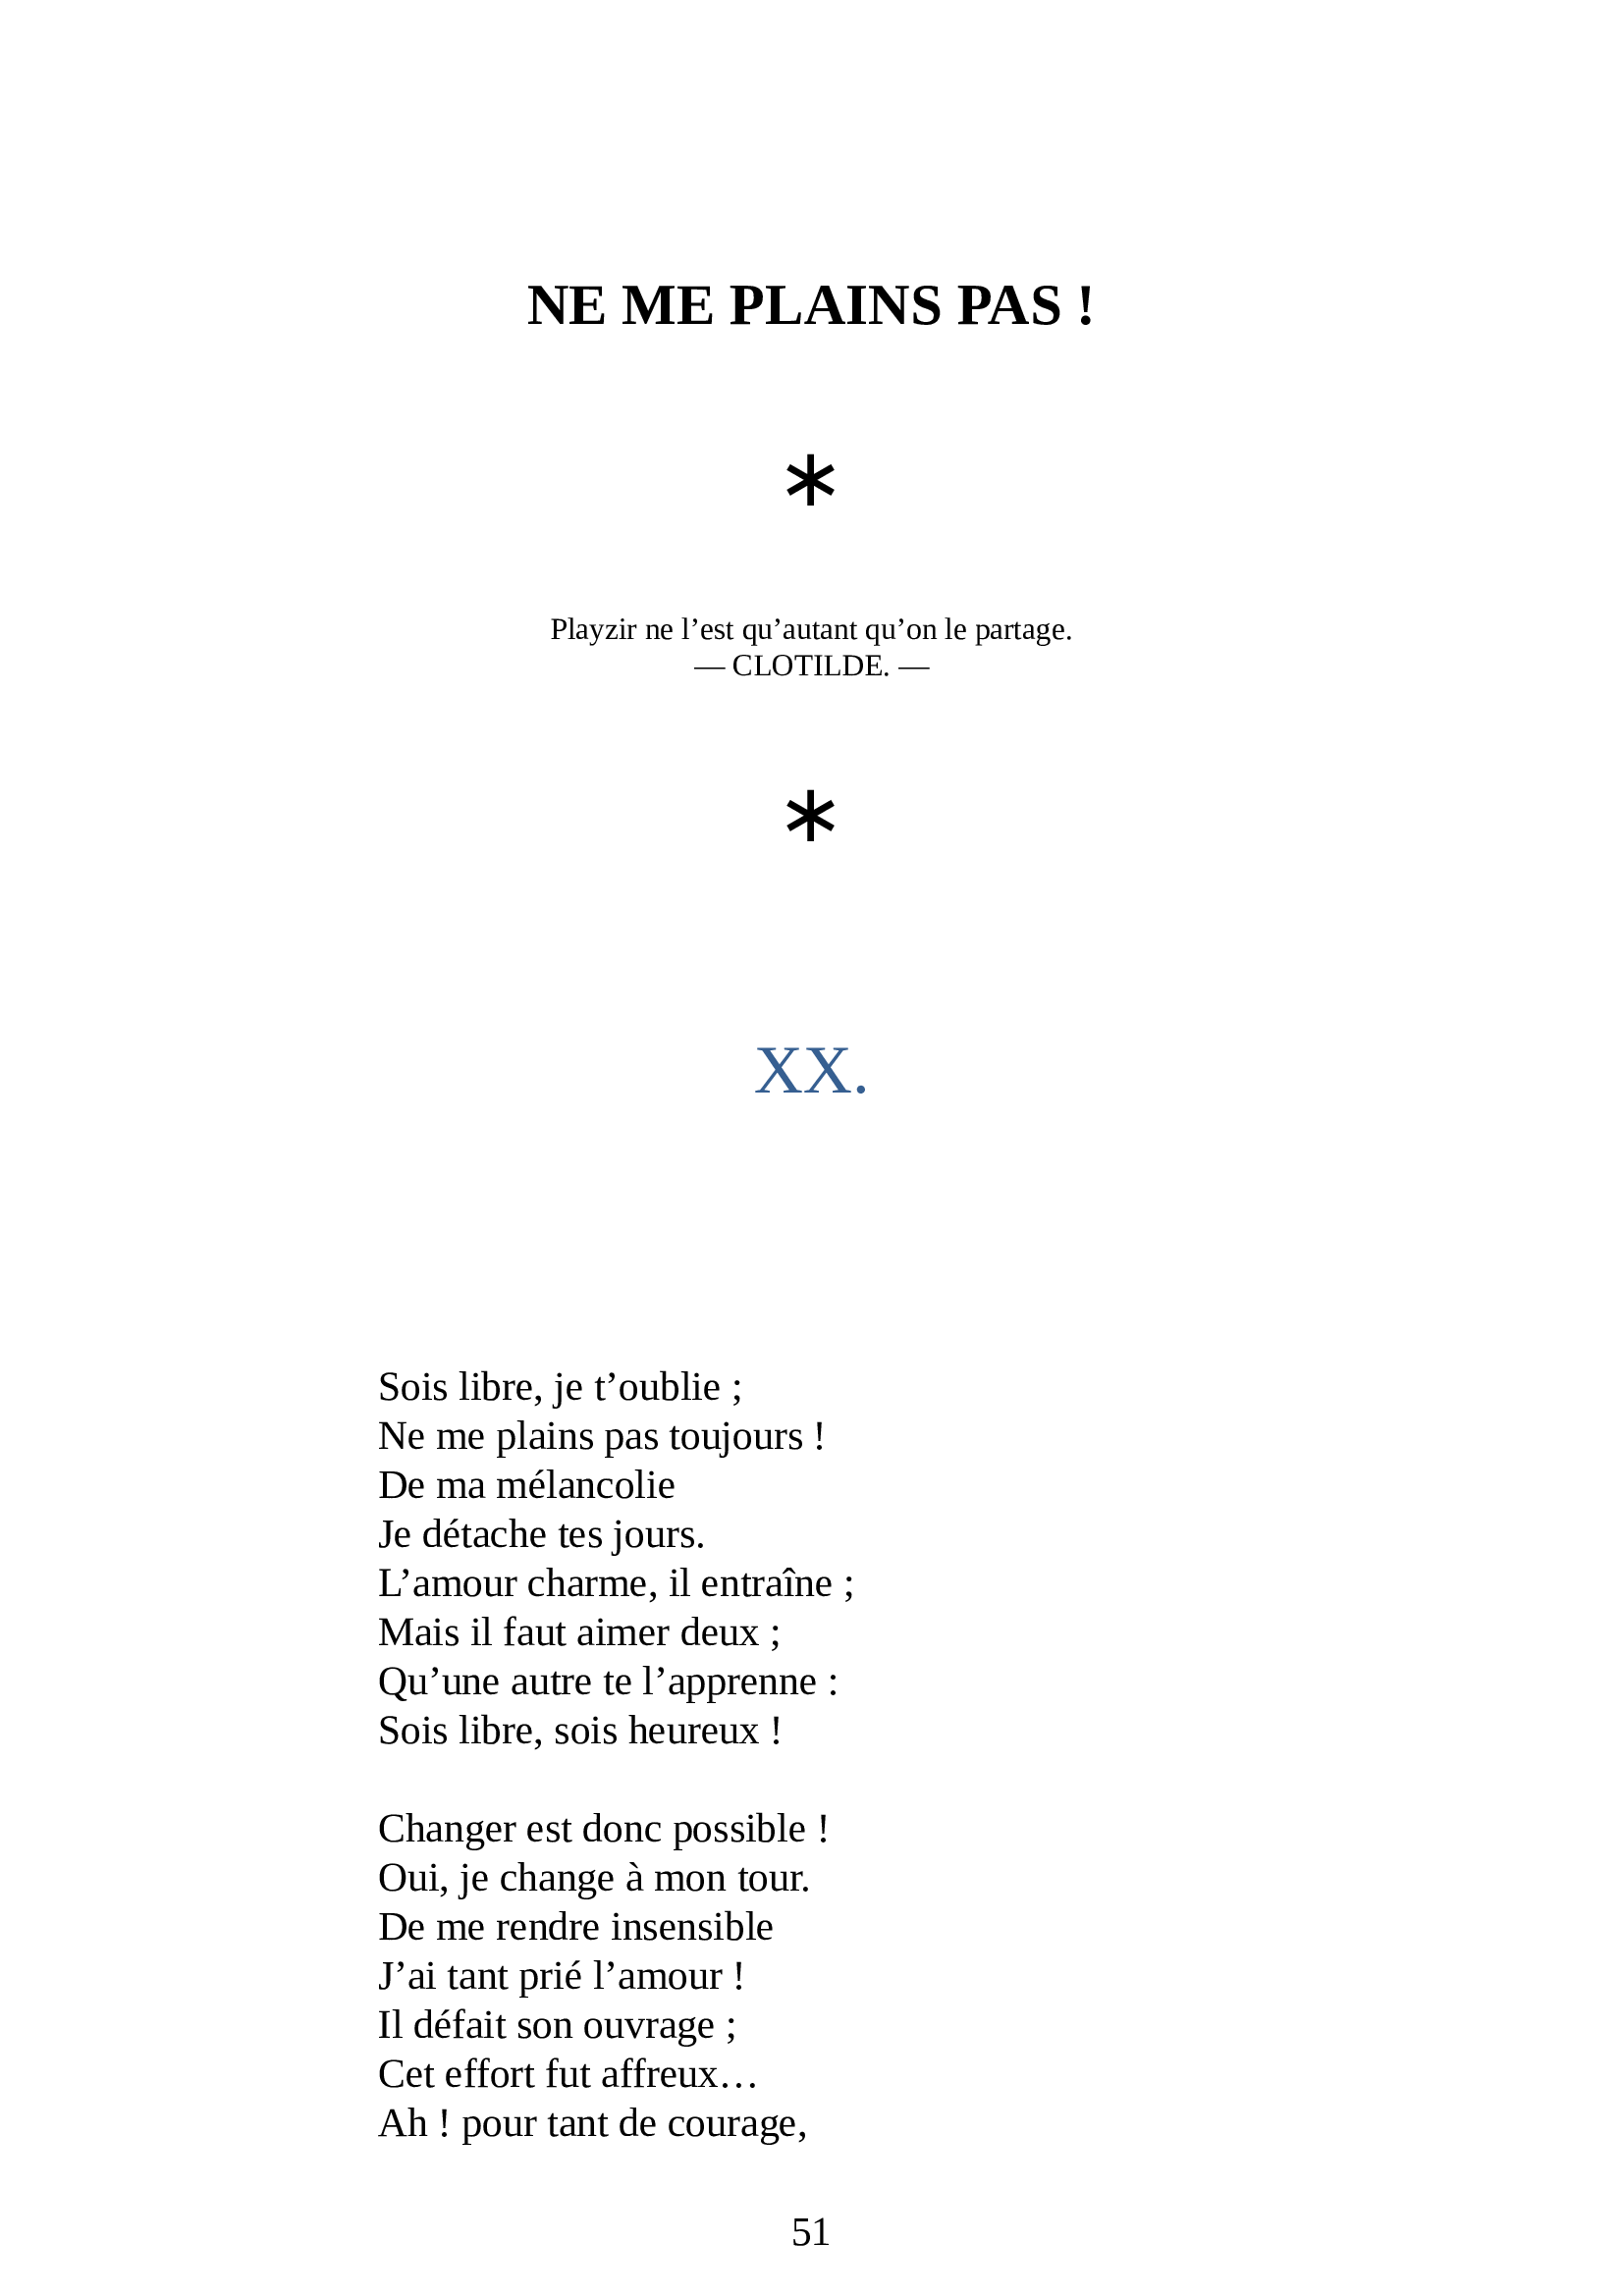 NE ME PLAINS PAS !
*
Playzir ne l’est qu’autant qu’on le partage.
— CLOTILDE. —
*
XX.
Sois libre, je t’oublie ;
Ne me plains pas toujours !
De ma mélancolie
Je détache tes jours.
L’amour charme, il entraîne ;
Mais il faut aimer deux ;
Qu’une autre te l’apprenne :
Sois libre, sois heureux !
Changer est donc possible !
Oui, je change à mon tour.
De me rendre insensible
J’ai tant prié l’amour !
Il défait son ouvrage ;
Cet effort fut affreux…
Ah ! pour tant de courage,
51